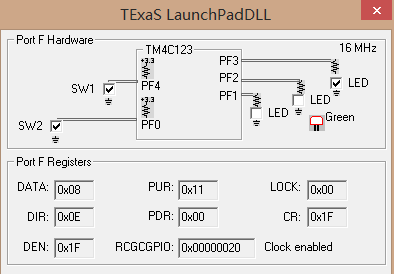 TExaS LaunchPadDLL
Port F Hardware
TM4C123
16 MHz
+3.3
SW1
PF4
PF3
PF2
PF1
LED
LED
LED
+3.3
SW2
PF0
Green
Port F Registers
DATA: 0x08 PUR: 0x11 LOCK: 0x00
DIR: 0x0E PDR: 0x00 CR: 0x1F
DEN: 0x1F RCGCGPIO: 0x00000020 Clock enabled